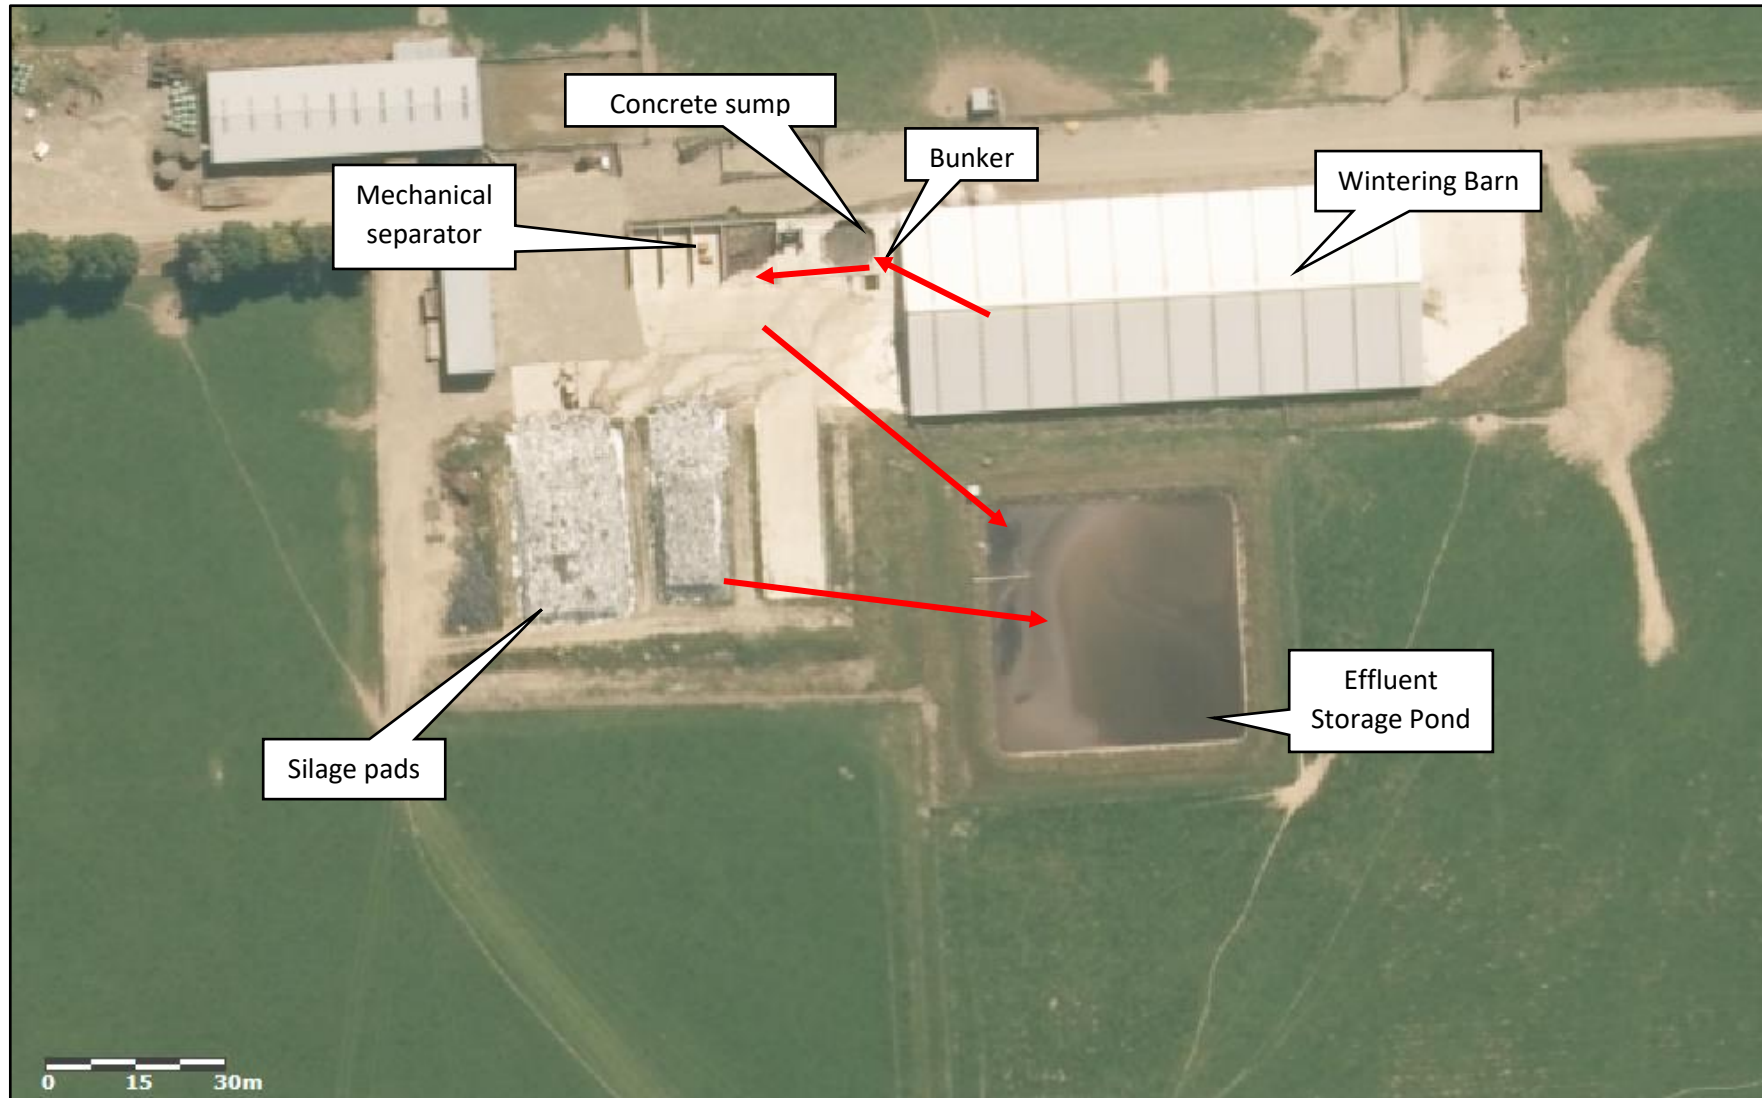 Concrete sump
Bunker
Mechanical
separator
Wintering Barn
Effluent
Storage Pond
Silage pads
0 15 30m